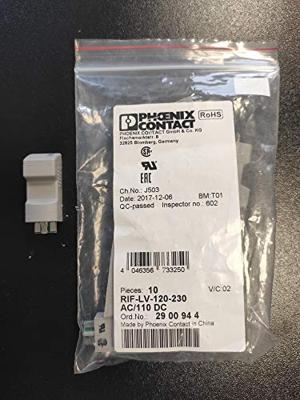 PHOENIX
CONTACT
RoHS
PHOENIX CONTACT GmbH & Co. KG
Flachsmarktstr. 8
32825 Blomberg, Germany
EAC
Ch.No.: J503
Date: 2017-12-06 BM:T01
QC-passed Inspector no.: 602
4 046356 733250
Pieces: 10 V/C:02
RIF-LV-120-230
AC/110 DC
Ord.No.: 29 00 94 4
Made by Phoenix Contact in China